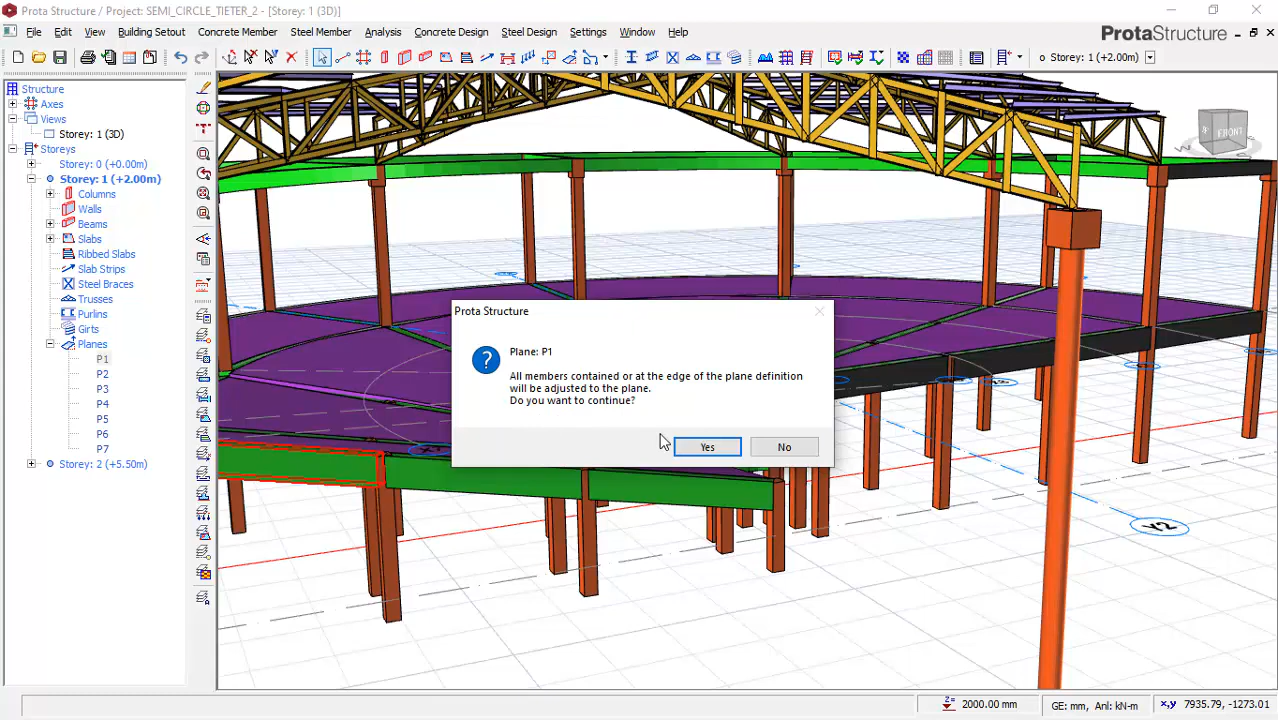 Prota Structure / Project: SEMI_CIRCLE_TIETER_2 - [Storey: 1 (3D)]
File Edit View Building Setout Concrete Member Steel Member Analysis Concrete Design Steel Design Settings Window Help
ProtaStructure
o Storey: 1 (+2.00m)
Structure
Axes
Views
Storey: 1 (3D)
Storeys
Storey: 0 (+0.00m)
Storey: 1 (+2.00m)
Columns
Walls
Beams
Slabs
Ribbed Slabs
Slab Strips
Steel Braces
Trusses
Purlins
Girts
Planes
P1
P2
P3
P4
P5
P6
P7
Storey: 2 (+5.50m)
FRONT
Prota Structure
Plane: P1
All members contained or at the edge of the plane definition
will be adjusted to the plane.
Do you want to continue?
Yes No
Y2
Z= 2000.00 mm GE: mm, Anl: kN-m x,y 7935.79, -1273.01